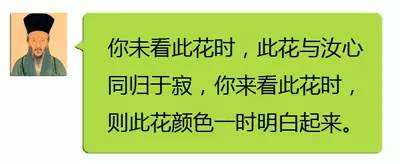 你未看此花时，此花与汝心
同归于寂，你来看此花时，
则此花颜色一时明白起来。